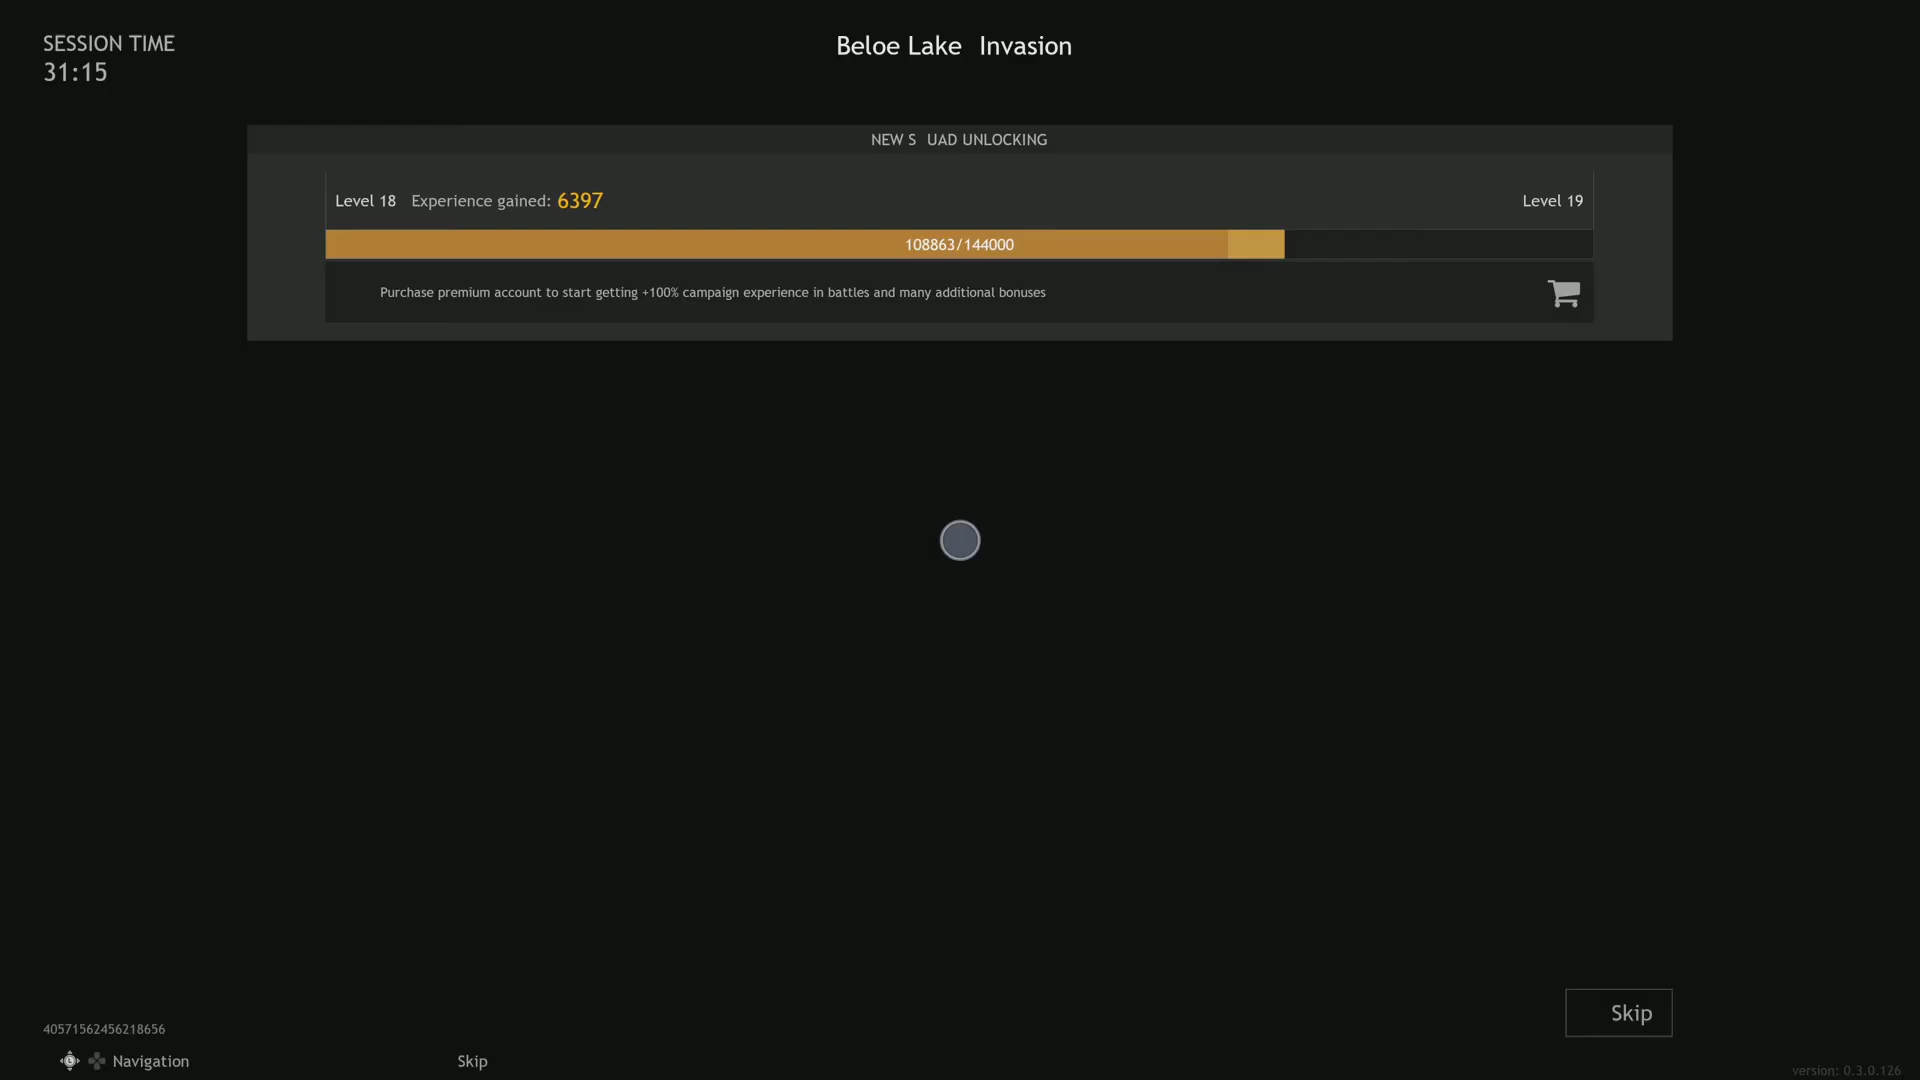 SESSION TIME
31:15
Beloe Lake Invasion
NEW S UAD UNLOCKING
Level 18 Experience gained: 6397
Level 19
108863/144000
Purchase premium account to start getting +100% campaign experience in battles and many additional bonuses
Skip
40571562456218656
Navigation
Skip
version: 0.3.0.126